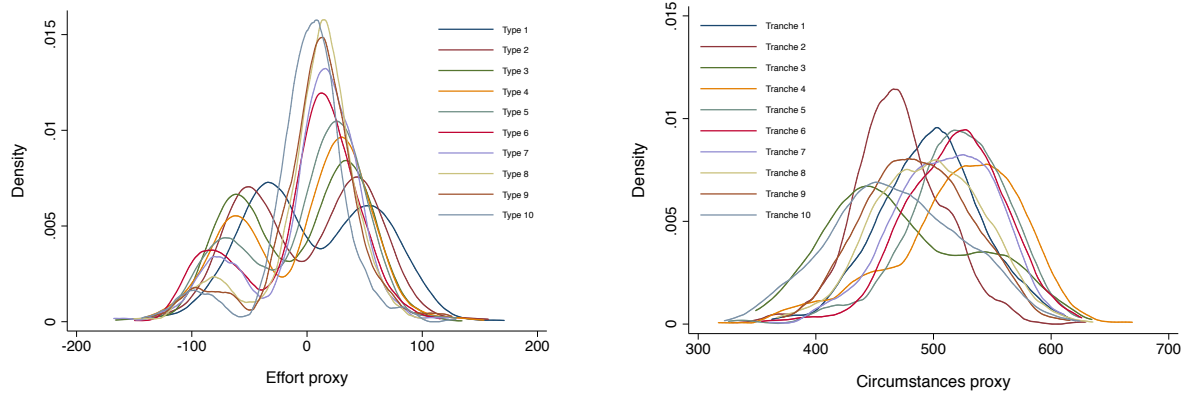 .015
.01
.005
0
Density
-200
-100
0
100
200
Effort proxy
Type 1
Type 2
Type 3
Type 4
Type 5
Type 6
Type 7
Type 8
Type 9
Type 10
.015
.01
.005
0
Density
300
400
500
600
700
Circumstances proxy
Tranche 1
Tranche 2
Tranche 3
Tranche 4
Tranche 5
Tranche 6
Tranche 7
Tranche 8
Tranche 9
Tranche 10